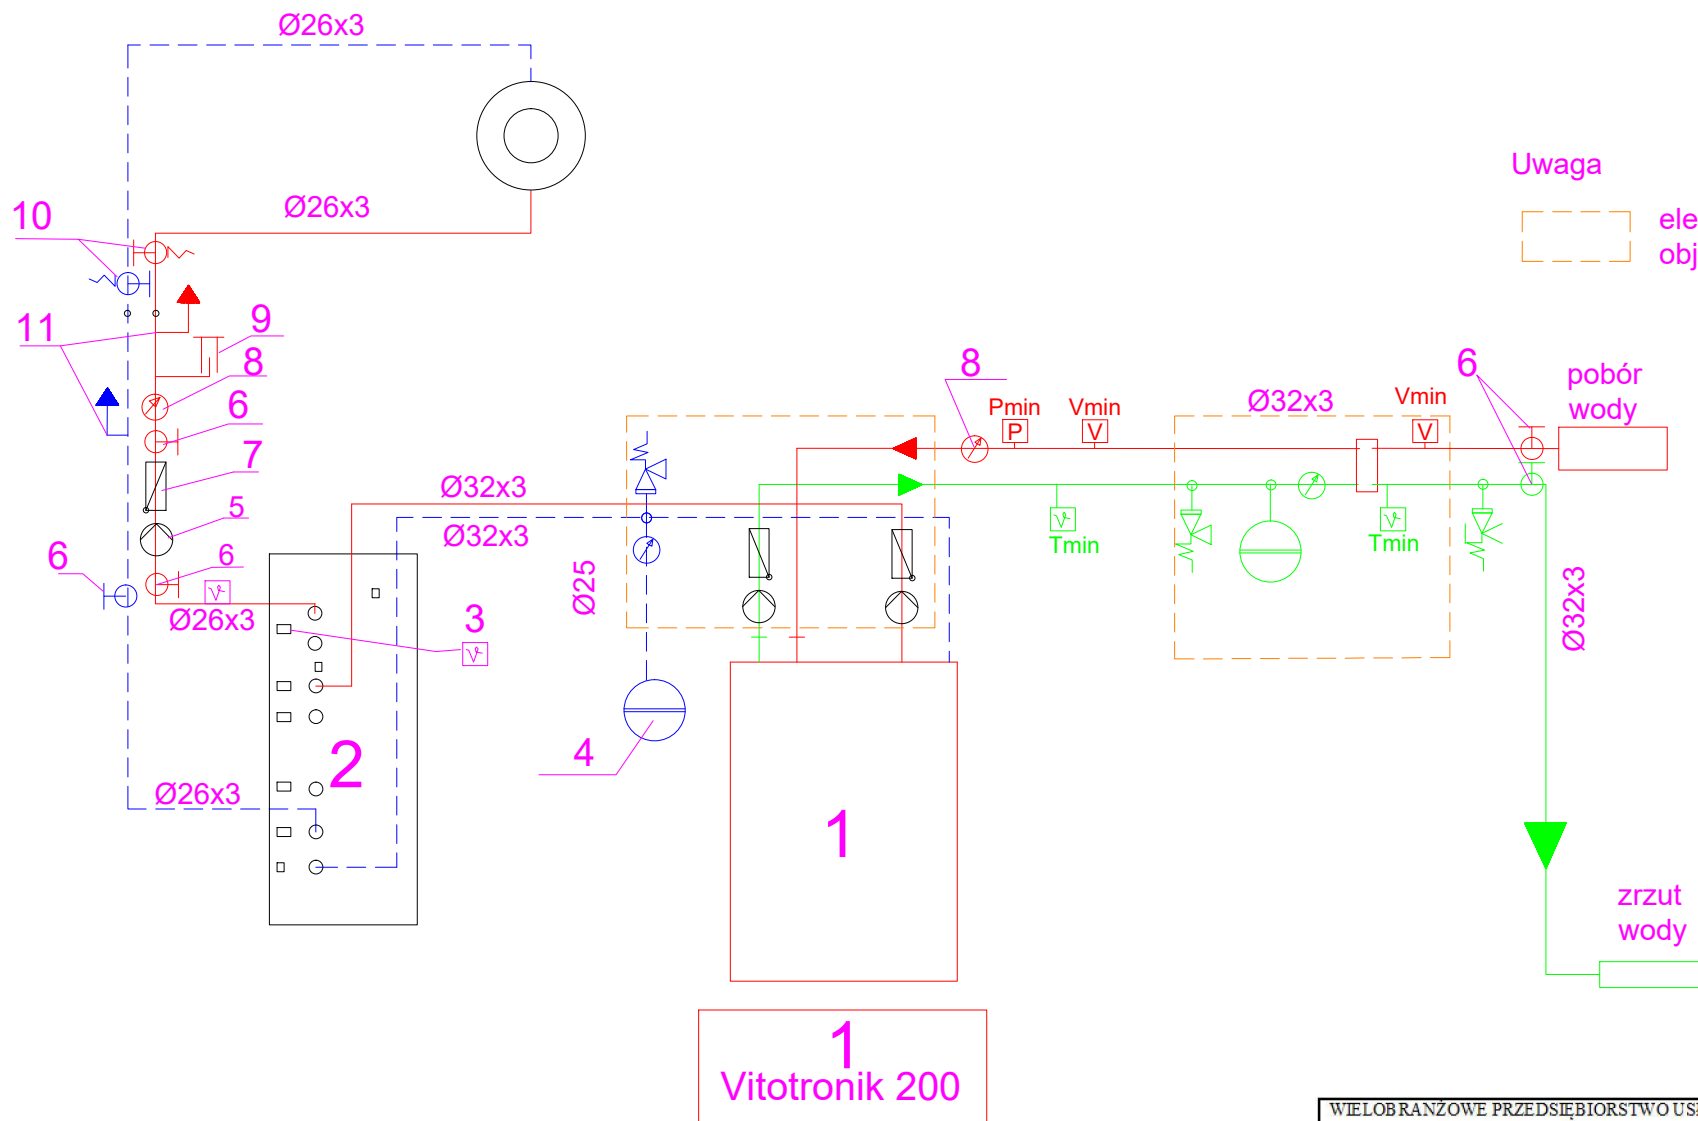 Ø26x3
Uwaga
10
Ø26x3
ele
obj
11
9
8
8
6
pobór
wody
6
Pmin
Vmin
Ø32x3
Vmin
P
V
V
7
Ø32x3
5
Ø32x3
Tmin
Tmin
6
6
Ø25
Ø32x3
Ø26x3
3
2
4
Ø26x3
1
zrzut
wody
1
Vitotronik 200
WIELOBRANŻOWE PRZEDSIĘBIORSTWO